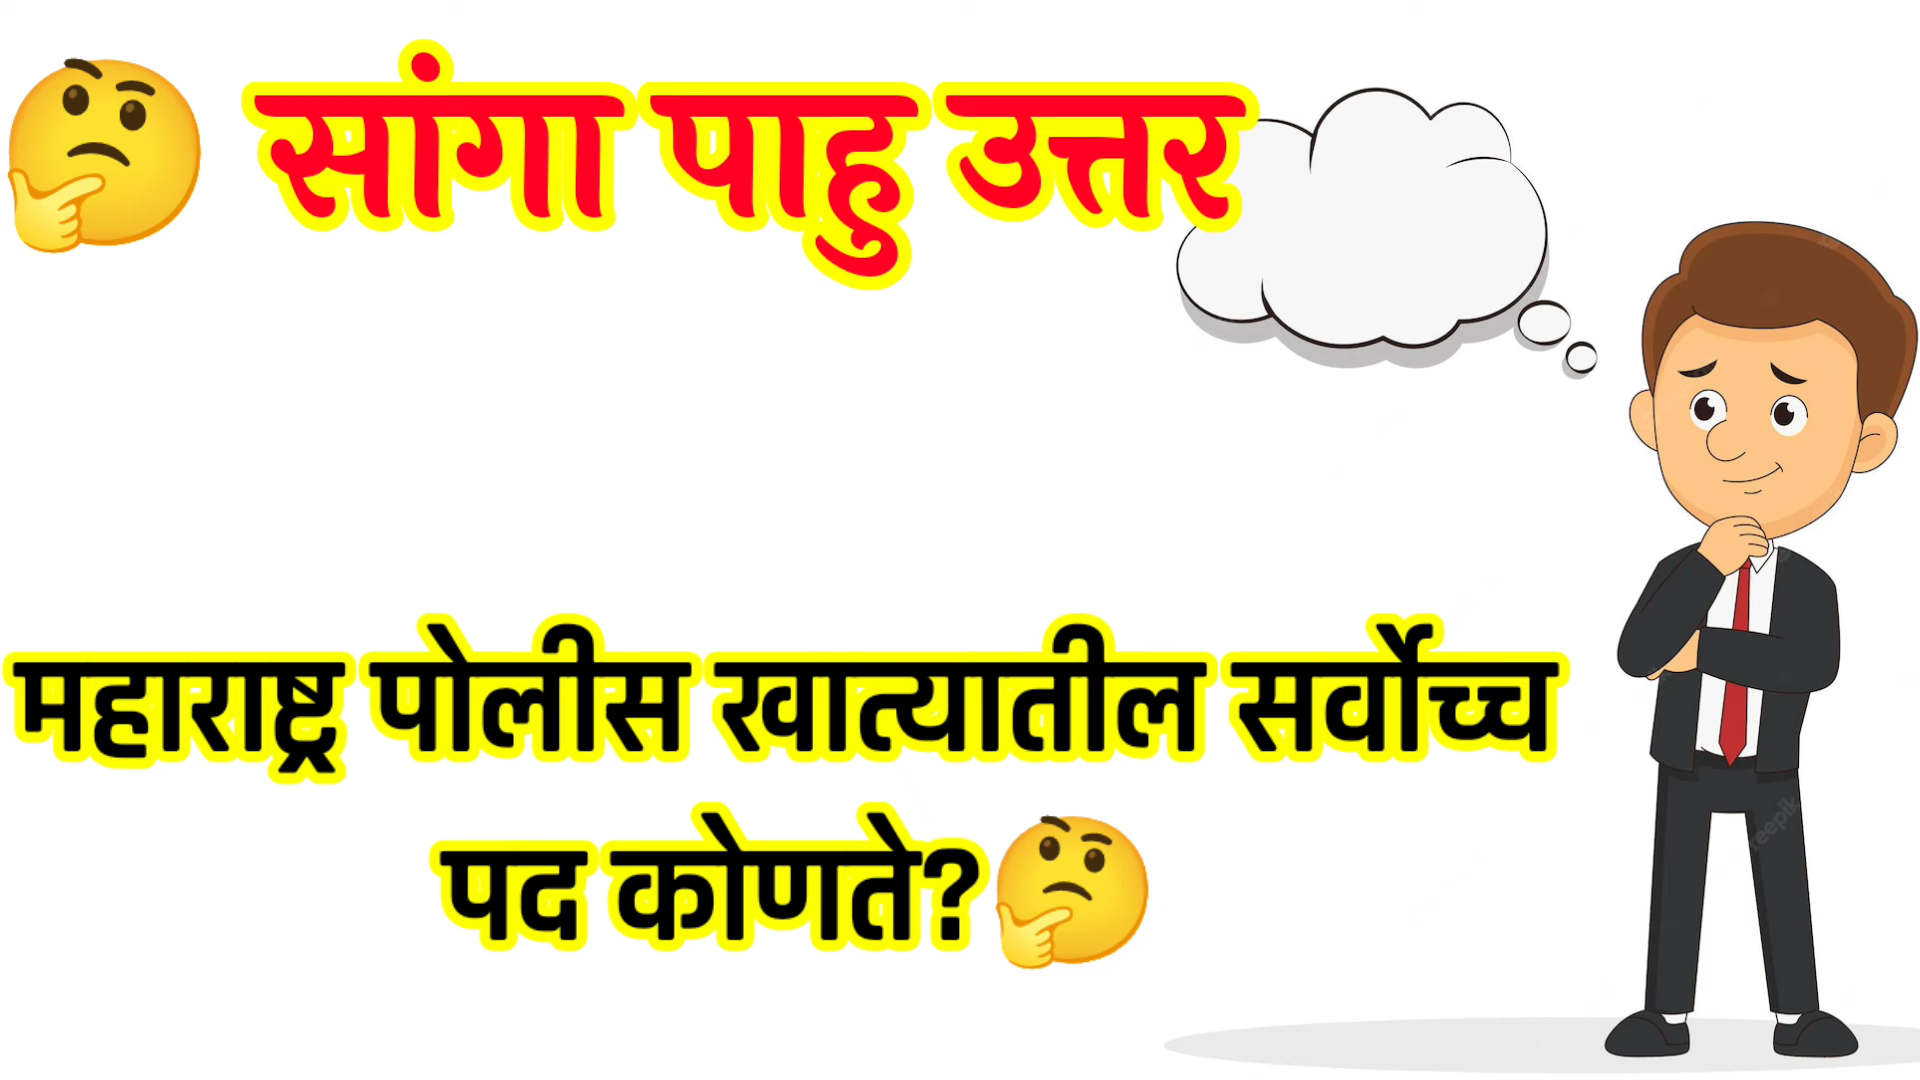 सांगा पाहु उत्तर
महाराष्ट्र पोलीस खात्यातील सर्वोच्च
पद कोणते?